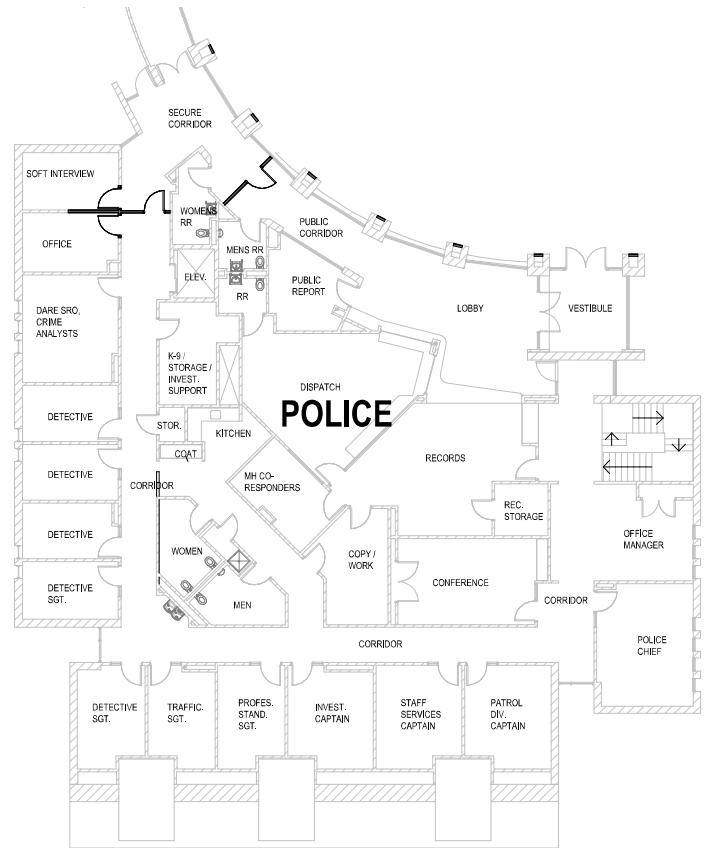 SECURE
CORRIDOR
SOFT INTERVIEW
WOMENS
RR
PUBLIC
CORRIDOR
OFFICE
MENS RR
ELEV.
RR
PUBLIC
REPORT
LOBBY
VESTIBULE
DARE SRO,
CRIME
ANALYSTS
K-9 /
STORAGE /
INVEST.
SUPPORT
DISPATCH
POLICE
DETECTIVE
STOR.
KITCHEN
COAT
RECORDS
DETECTIVE
CORRIDOR
MH CO-
RESPONDERS
REC.
STORAGE
DETECTIVE
WOMEN
COPY /
WORK
OFFICE
MANAGER
DETECTIVE
SGT.
MEN
CONFERENCE
CORRIDOR
CORRIDOR
POLICE
CHIEF
DETECTIVE
SGT.
TRAFFIC.
SGT.
PROFES.
STAND.
SGT.
INVEST.
CAPTAIN
STAFF
SERVICES
CAPTAIN
PATROL
DIV.
CAPTAIN